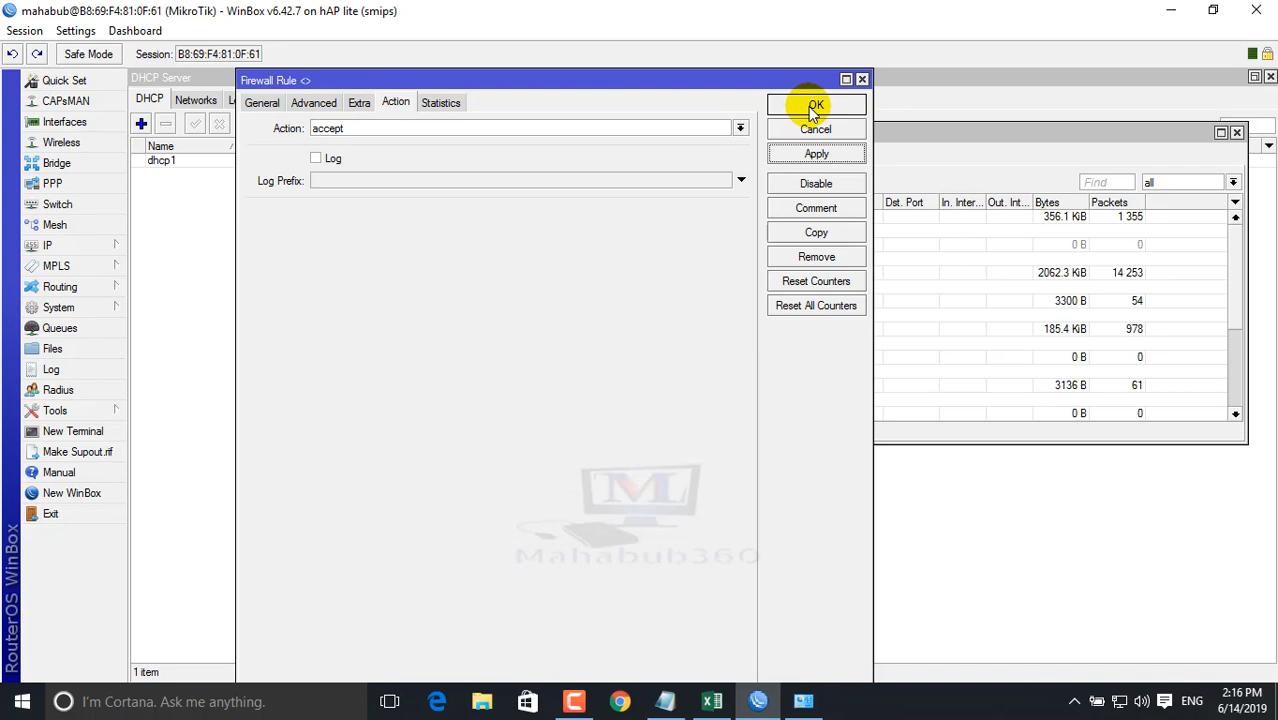 mahabub@B8:69:F4:81:0F:61 (MikroTik) - WinBox v6.42.7 on hAP lite (smips)
Session Settings Dashboard
Safe Mode Session: B8:69:F4:81:0F:61
Quick Set
CAPsMAN
Interfaces
Wireless
Bridge
PPP
Switch
Mesh
IP
MPLS
Routing
System
Queues
Files
Log
Radius
Tools
New Terminal
Make Supout.rif
Manual
New WinBox
Exit
RouterOS WinBox
DHCP Server
DHCP Networks
Name
dhcp1
1 item
Firewall Rule <>
General Advanced Extra Action Statistics
Action: accept
Log
Log Prefix:
OK
Cancel
Apply
Disable
Comment
Copy
Remove
Reset Counters
Reset All Counters
Find all
Dst. Port In. Inter... Out. Int... Bytes Packets
356.1 KiB 1 355
0 B 0
2062.3 KiB 14 253
3300 B 54
185.4 KiB 978
0 B 0
3136 B 61
0 B 0
M
Mahabub360
I'm Cortana. Ask me anything.
ENG
2:16 PM
6/14/2019